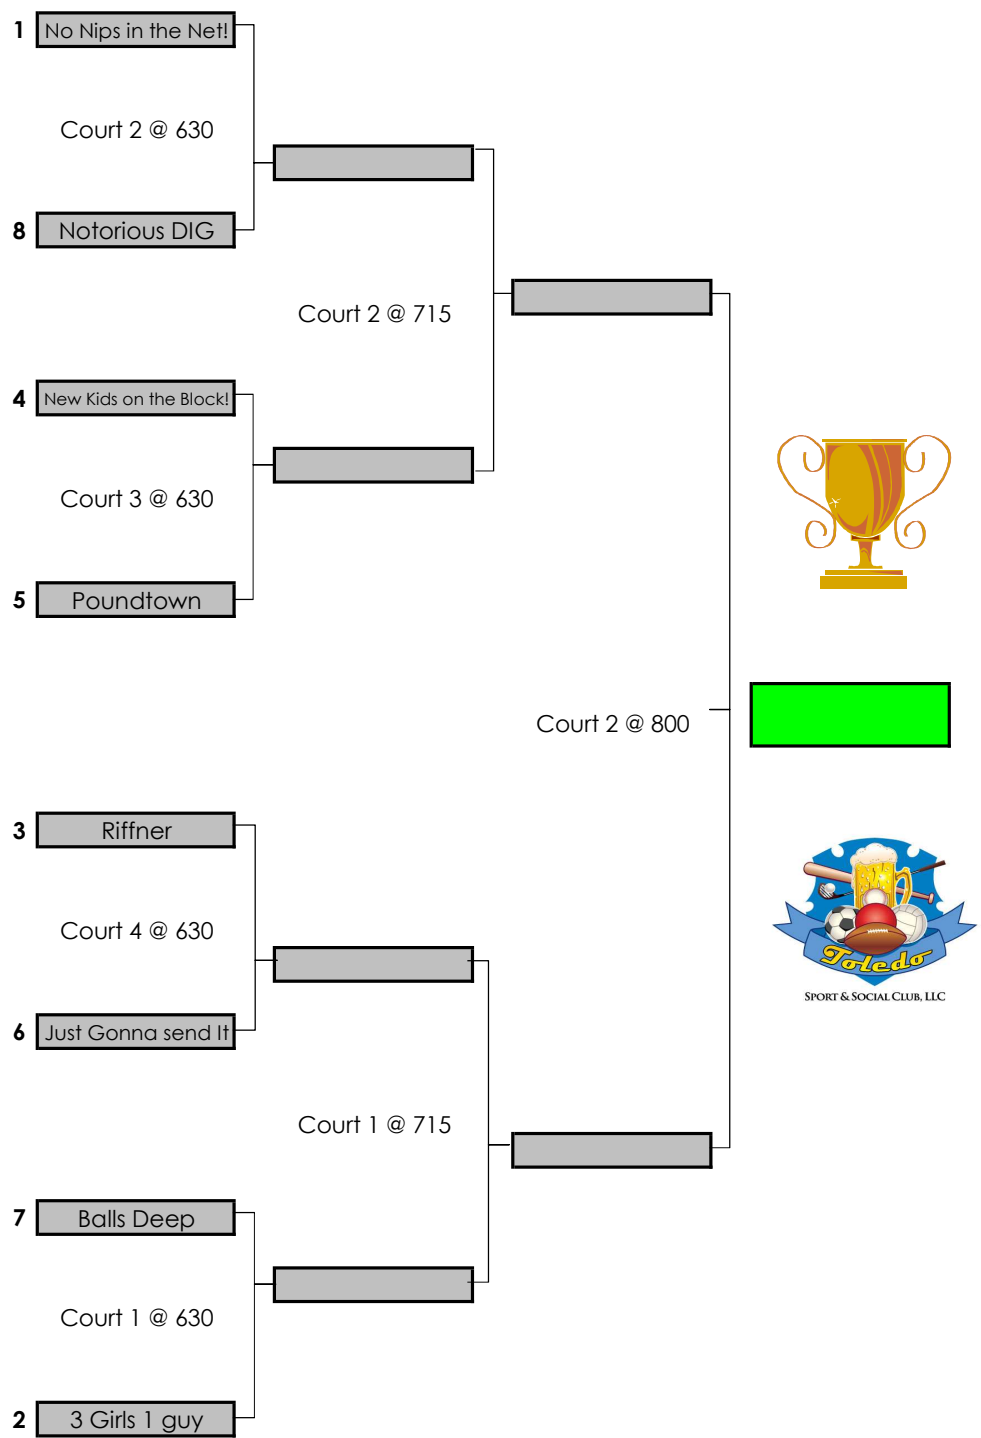 1 No Nips in the Net!
Court 2 @ 630
8 Notorious DIG
Court 2 @ 715
4 New Kids on the Block!
Court 3 @ 630
5 Poundtown
Court 2 @ 800
3 Riffner
Court 4 @ 630
6 Just Gonna send It
Court 1 @ 715
7 Balls Deep
Court 1 @ 630
2 3 Girls 1 guy
Toledo
SPORT & SOCIAL CLUB, LLC